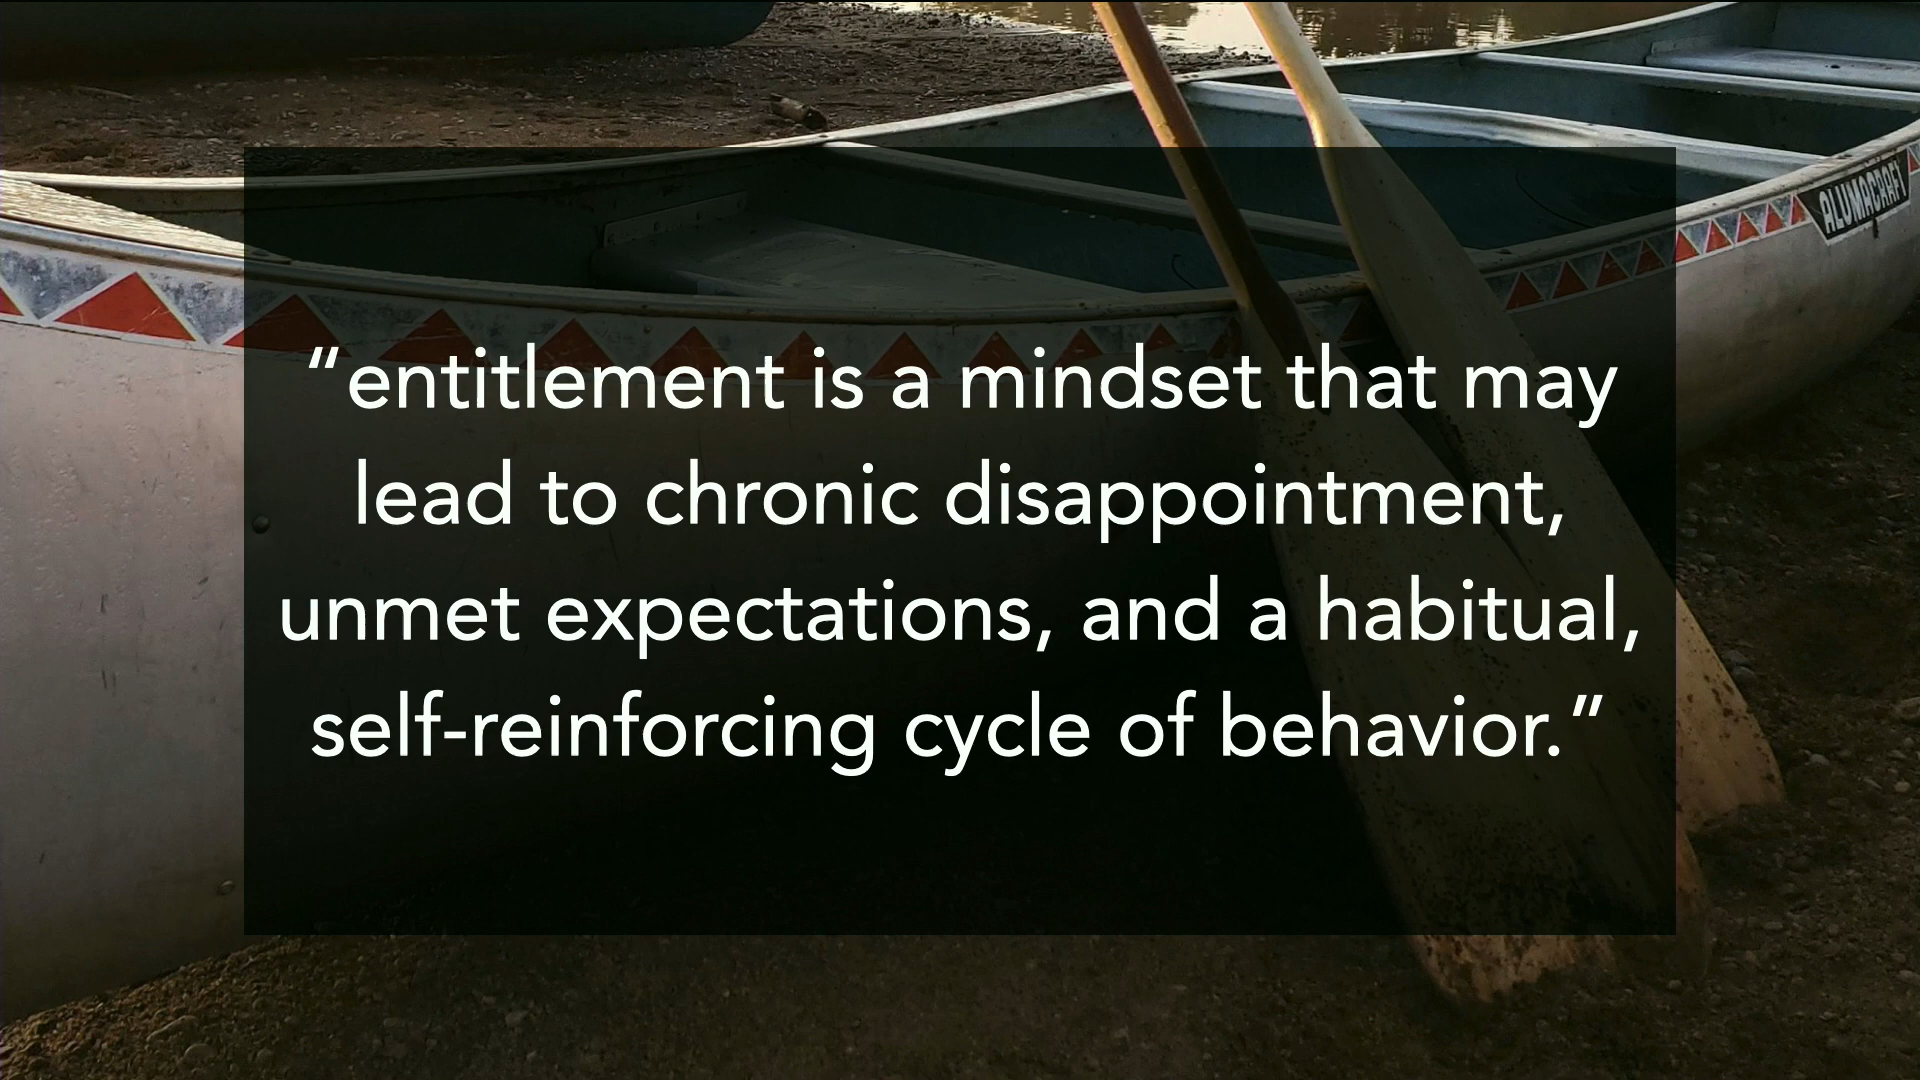 ALUMACRAFT
“entitlement is a mindset that may
lead to chronic disappointment,
unmet expectations, and a habitual,
self-reinforcing cycle of behavior.”